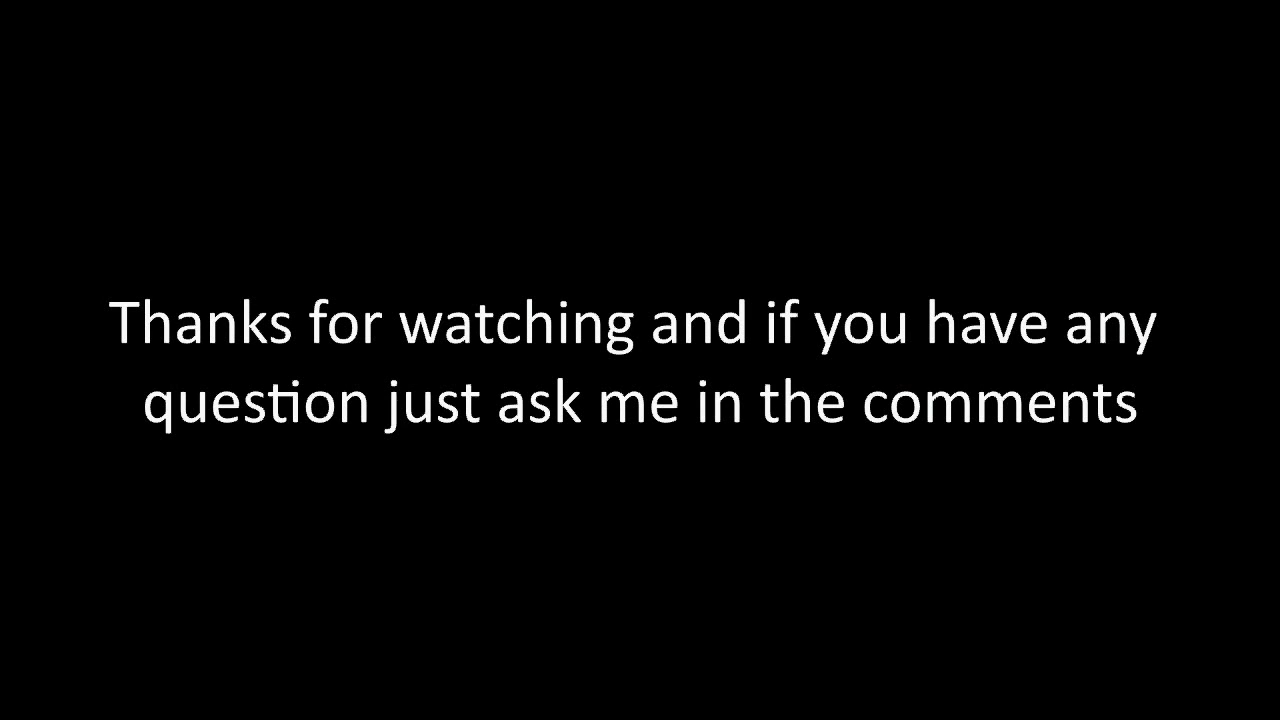 Thanks for watching and if you have any
question just ask me in the comments